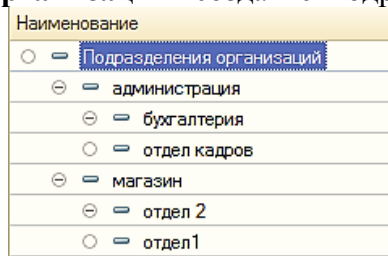 Наименование
Подразделения организаций
администрация
бухгалтерия
отдел кадров
магазин
отдел 2
отдел1